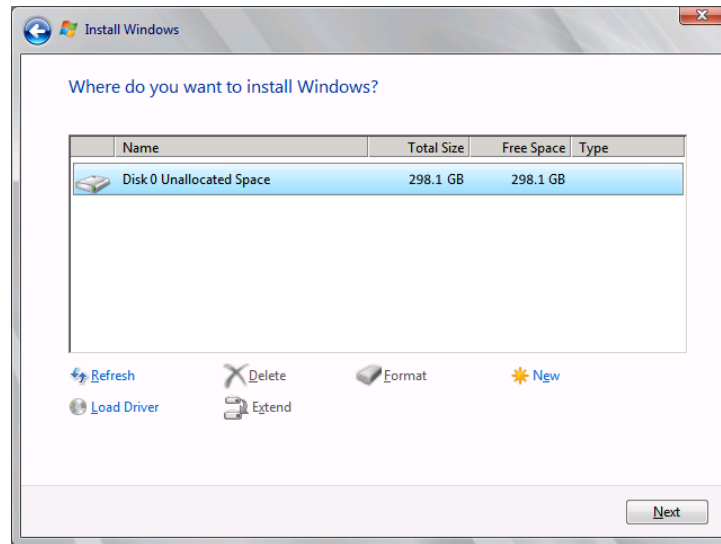 Install Windows
Where do you want to install Windows?
Name Total Size Free Space Type
Disk 0 Unallocated Space 298.1 GB 298.1 GB
Refresh Delete Format New
Load Driver Extend
Next